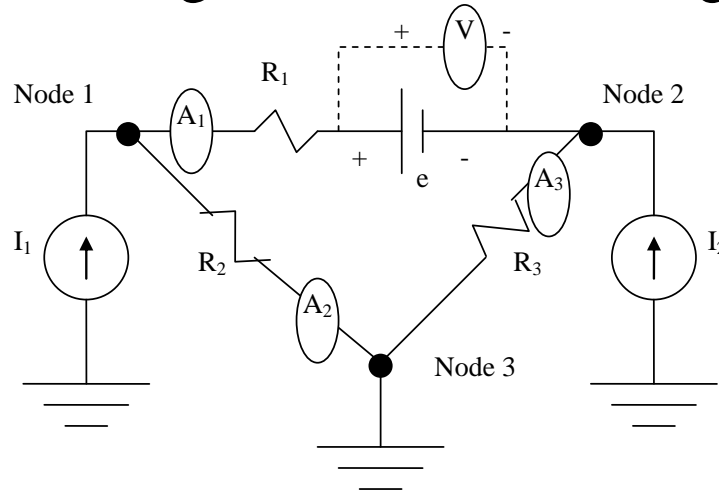 + V -
R1
Node 1
Node 2
A1
+ -
e
A3
I1
R2
R3
A2
Node 3